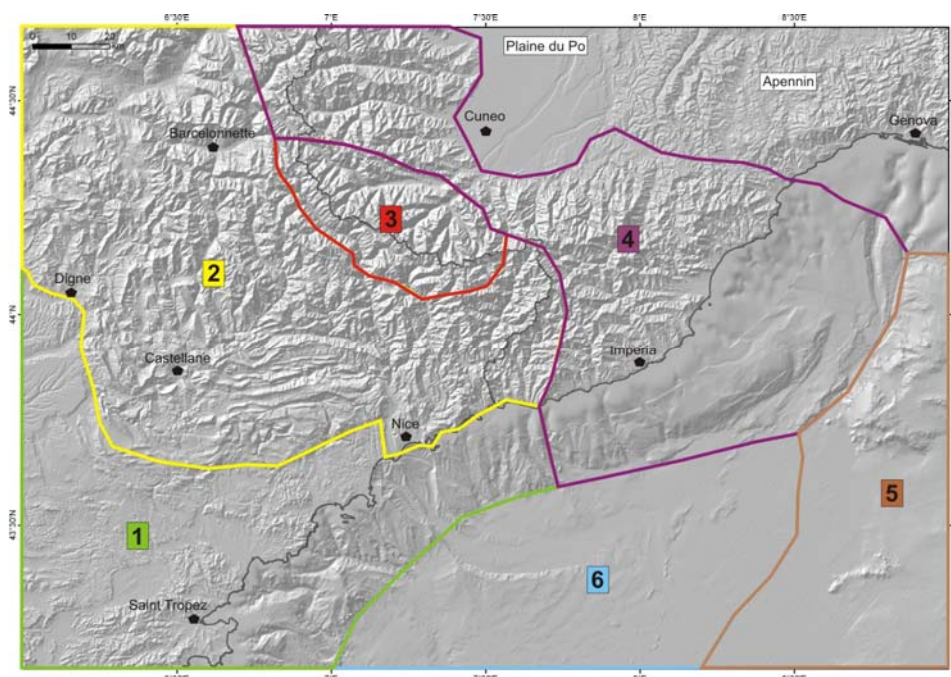 6°30'E 7°E 7°30'E 8°E 8°30'E
0 10 20
Km
Plaine du Po
Apennin
44°30'N
Cuneo
Genova
Barcelonnette
3
4
2
Digne
44°N
Imperia
Castellane
Nice
5
43°30'N
1
6
Saint Tropez